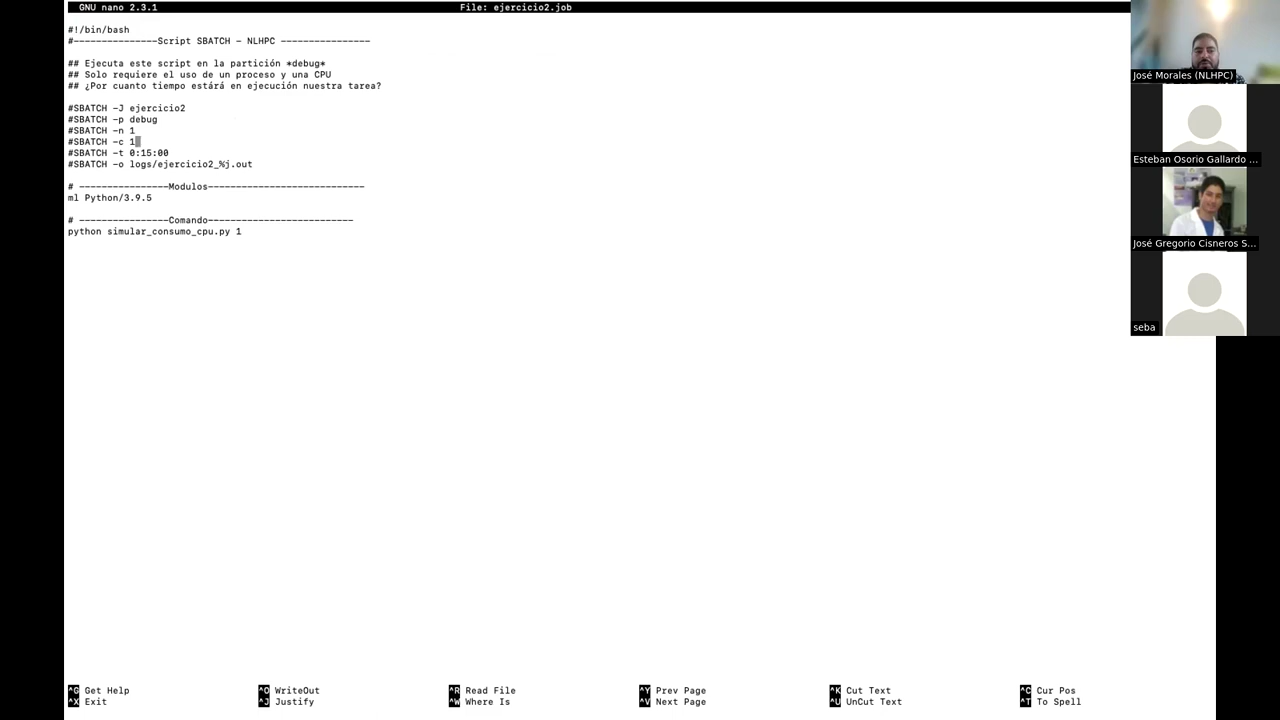 GNU nano 2.3.1 File: ejercicio2.job
#!/bin/bash
#---------------Script SBATCH - NLHPC ----------------
## Ejecuta este script en la partición *debug*
## Solo requiere el uso de un proceso y una CPU
## ¿Por cuanto tiempo estárá en ejecución nuestra tarea?
#SBATCH -J ejercicio2
#SBATCH -p debug
#SBATCH -n 1
#SBATCH -c 1
#SBATCH -t 0:15:00
#SBATCH -o logs/ejercicio2_%j.out
# ----------------Modulos----------------------------
ml Python/3.9.5
# ----------------Comando--------------------------
python simular_consumo_cpu.py 1
José Morales (NLHPC)
Esteban Osorio Gallardo ...
José Gregorio Cisneros S...
seba
^G Get Help ^O WriteOut ^R Read File ^Y Prev Page ^K Cut Text ^C Cur Pos
^X Exit ^J Justify ^W Where Is ^V Next Page ^U UnCut Text ^T To Spell